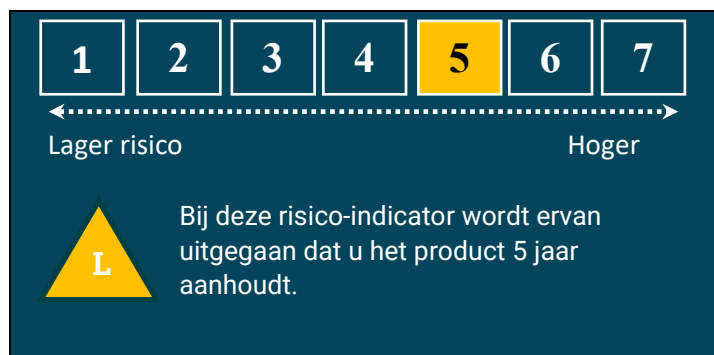 1 2 3 4 5 6 7
Lager risico Hoger
Bij deze risico-indicator wordt ervan
uitgegaan dat u het product 5 jaar
L
aanhoudt.